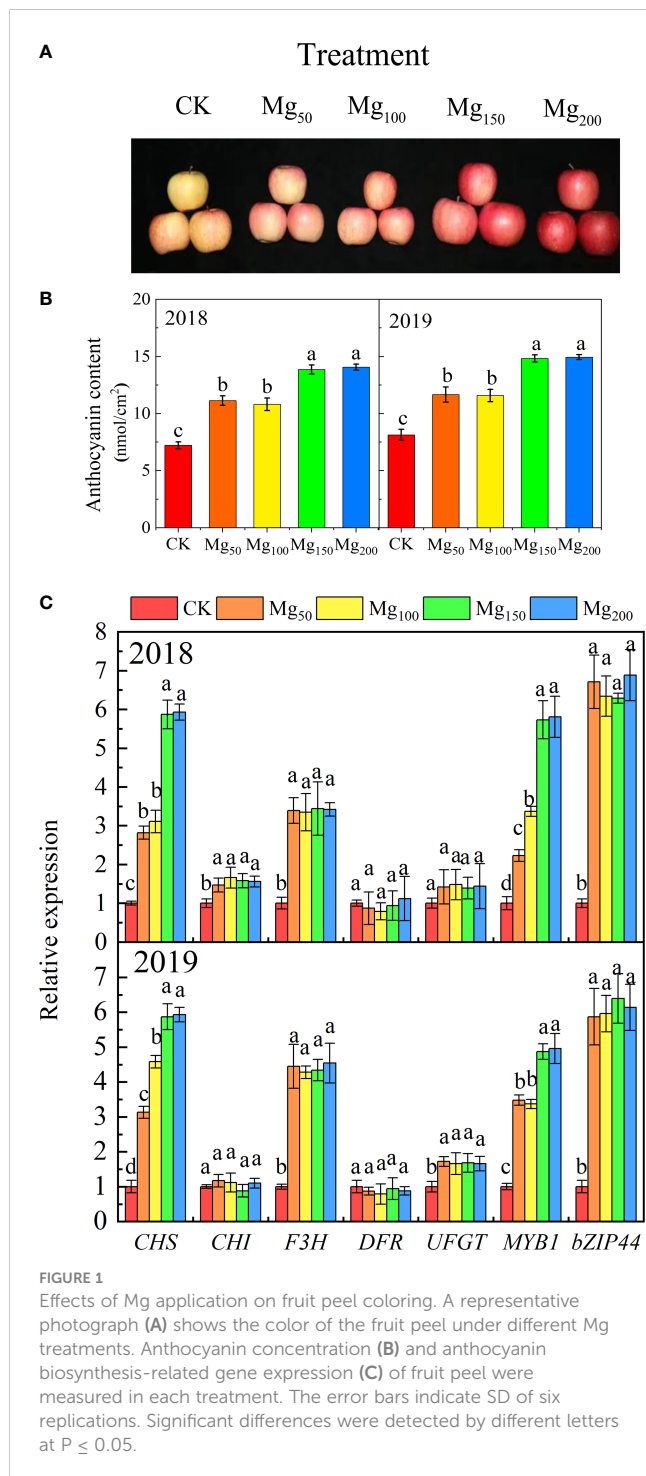 A
Treatment
CK Mg50 Mg100 Mg150 Mg200
B
20
15
10
5
0
Anthocyanin content
(nmol/cm²)
2018
c b b a a
CK Mg50 Mg100 Mg150 Mg200
2019
c b b a a
CK Mg50 Mg100 Mg150 Mg200
C
CK Mg50 Mg100 Mg150 Mg200
Relative expression
8
7
6
5
4
3
2
1
0
2018
c b b a a
b a a a a
b a a a a
a a a a a
a a a a a
d c b a a
b a a a a
7
6
5
4
3
2
1
0
2019
d c b a a
a a a a a
b a a a a
a a a a a
b a a a a
c b b a a
b a a a a
CHS CHI F3H DFR UFGT MYB1 bZIP44
FIGURE 1
Effects of Mg application on fruit peel coloring. A representative
photograph (A) shows the color of the fruit peel under different Mg
treatments. Anthocyanin concentration (B) and anthocyanin
biosynthesis-related gene expression (C) of fruit peel were
measured in each treatment. The error bars indicate SD of six
replications. Significant differences were detected by different letters
at P ≤ 0.05.